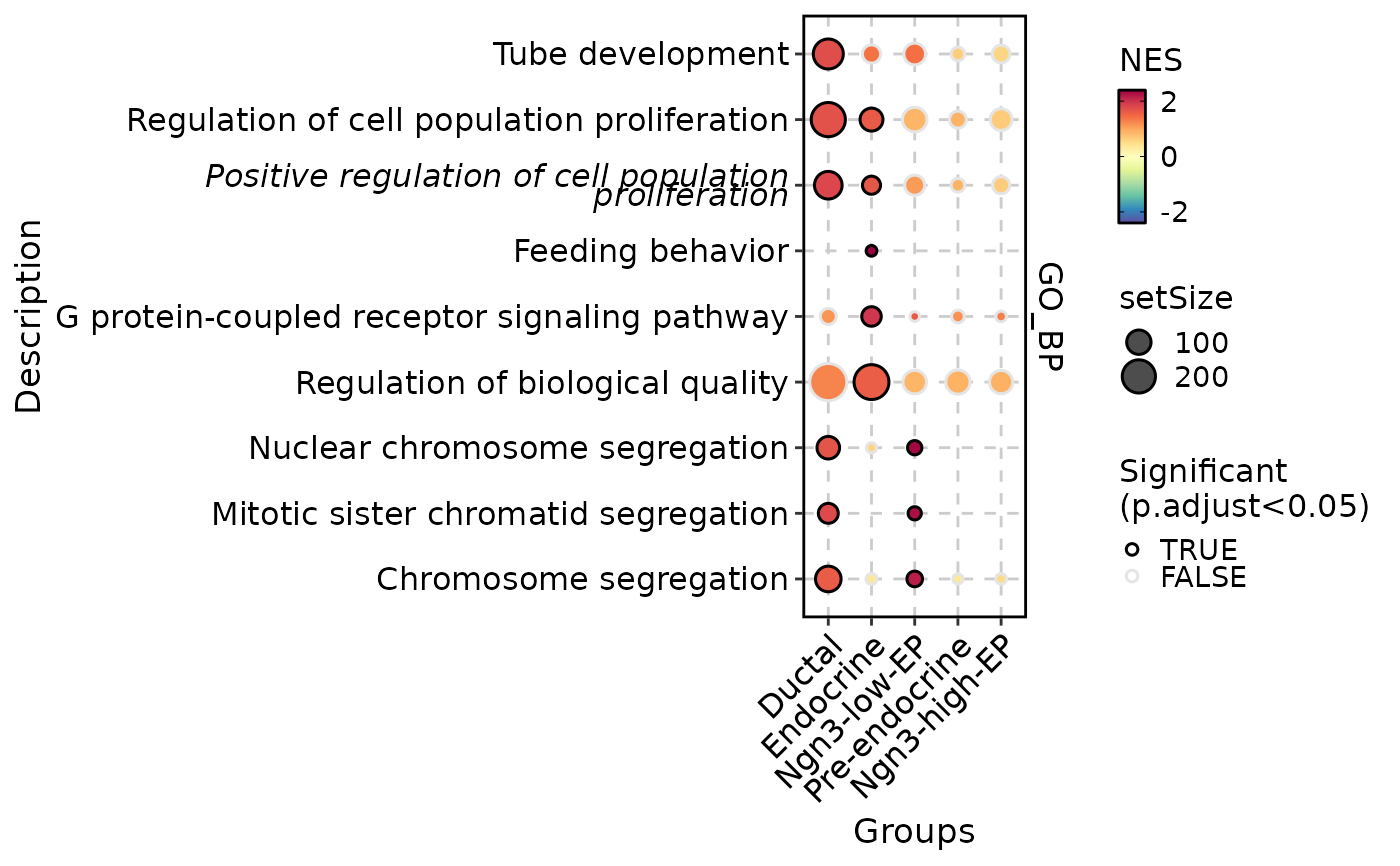 Description
Tube development
Regulation of cell population proliferation
Positive regulation of cell population
proliferation
Feeding behavior
G protein-coupled receptor signaling pathway
Regulation of biological quality
Nuclear chromosome segregation
Mitotic sister chromatid segregation
Chromosome segregation
GO_BP
Ductal
Endocrine
Ngn3-low-EP
Pre-endocrine
Ngn3-high-EP
Groups
NES
2
0
-2
setSize
100
200
Significant
(p.adjust<0.05)
TRUE
FALSE